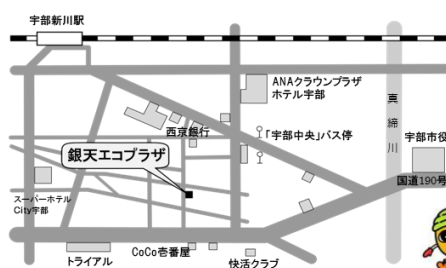 宇部新川駅
ANAクラウンプラザ
ホテル宇部
真締川
西京銀行
「宇部中央」バス停
宇部市役
銀天エコプラザ
国道190号
スーパーホテル
City宇部
CoCo壱番屋
トライアル
快活クラブ